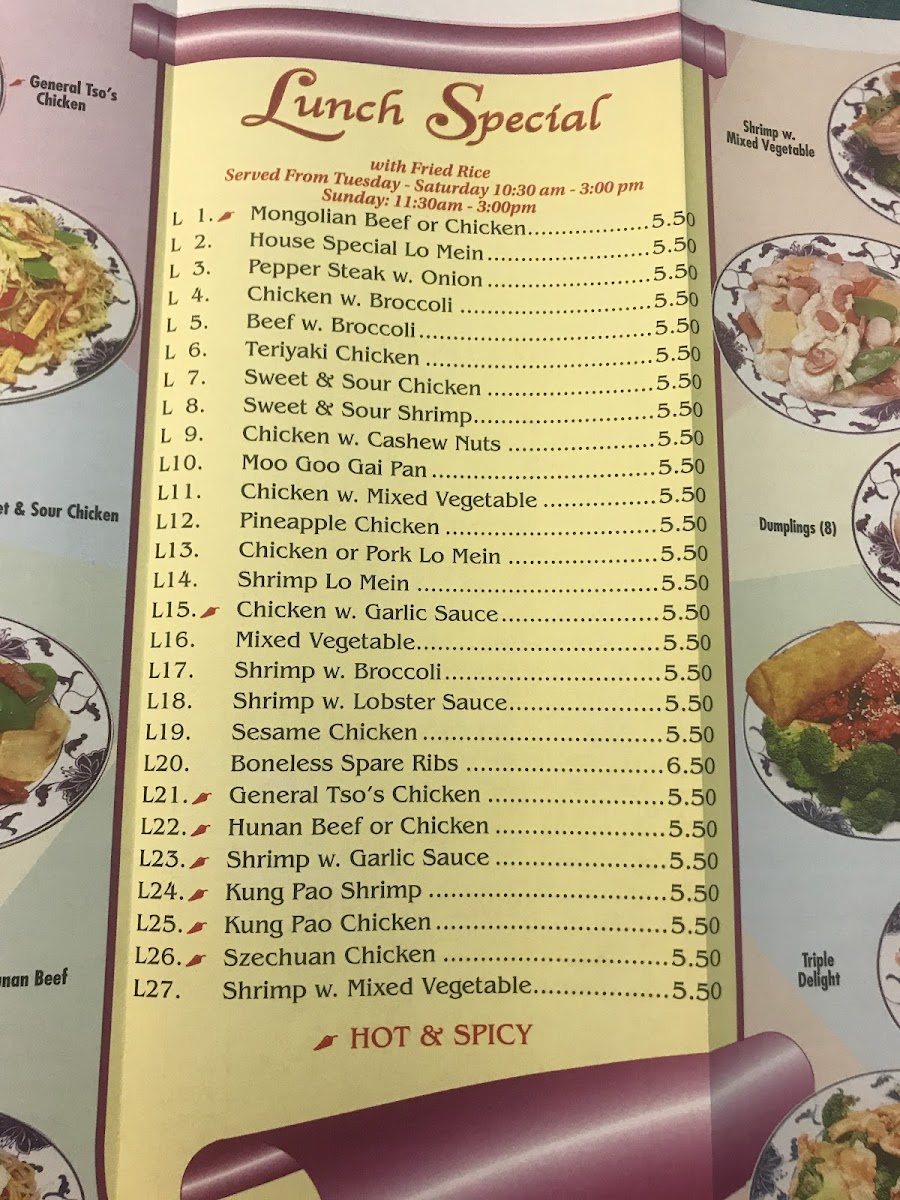 General Tso's
Chicken
et & Sour Chicken
nan Beef
Lunch Special
with Fried Rice
Served From Tuesday - Saturday 10:30 am - 3:00 pm
Sunday: 11:30am - 3:00pm
L 1. Mongolian Beef or Chicken....................5.50
L 2. House Special Lo Mein.........................5.50
L 3. Pepper Steak w. Onion.........................5.50
L 4. Chicken w. Broccoli.............................5.50
L 5. Beef w. Broccoli...................................5.50
L 6. Teriyaki Chicken..................................5.50
L 7. Sweet & Sour Chicken.........................5.50
L 8. Sweet & Sour Shrimp...........................5.50
L 9. Chicken w. Cashew Nuts......................5.50
L10. Moo Goo Gai Pan.................................5.50
L11. Chicken w. Mixed Vegetable.................5.50
L12. Pineapple Chicken...............................5.50
L13. Chicken or Pork Lo Mein......................5.50
L14. Shrimp Lo Mein....................................5.50
L15. Chicken w. Garlic Sauce.......................5.50
L16. Mixed Vegetable....................................5.50
L17. Shrimp w. Broccoli................................5.50
L18. Shrimp w. Lobster Sauce......................5.50
L19. Sesame Chicken....................................5.50
L20. Boneless Spare Ribs.............................6.50
L21. General Tso's Chicken..........................5.50
L22. Hunan Beef or Chicken.........................5.50
L23. Shrimp w. Garlic Sauce.........................5.50
L24. Kung Pao Shrimp...................................5.50
L25. Kung Pao Chicken..................................5.50
L26. Szechuan Chicken.................................5.50
L27. Shrimp w. Mixed Vegetable....................5.50
HOT & SPICY
Shrimp w.
Mixed Vegetable
Dumplings (8)
Triple
Delight